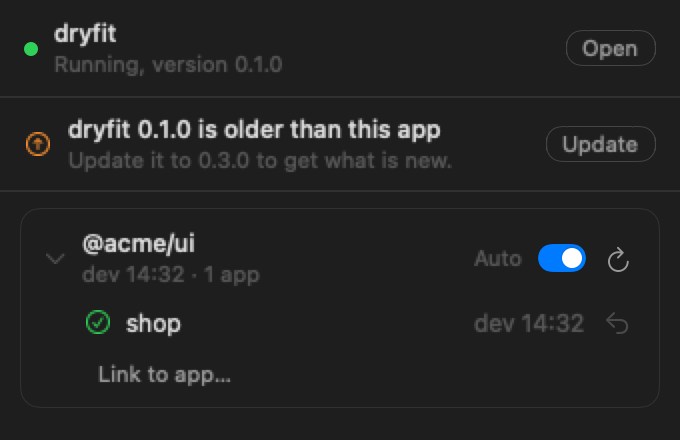 dryfit
Running, version 0.1.0
Open
dryfit 0.1.0 is older than this app
Update it to 0.3.0 to get what is new.
Update
@acme/ui
dev 14:32 · 1 app
Auto
shop
dev 14:32
Link to app...